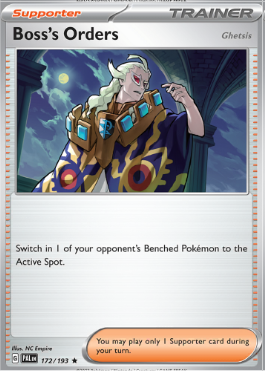 Supporter TRAINER
Boss's Orders Ghetsis
Switch in 1 of your opponent's Benched Pokémon to the
Active Spot.
Illus. NC Empire
G PAL EN 172/193 ★
You may play only 1 Supporter card during
your turn.